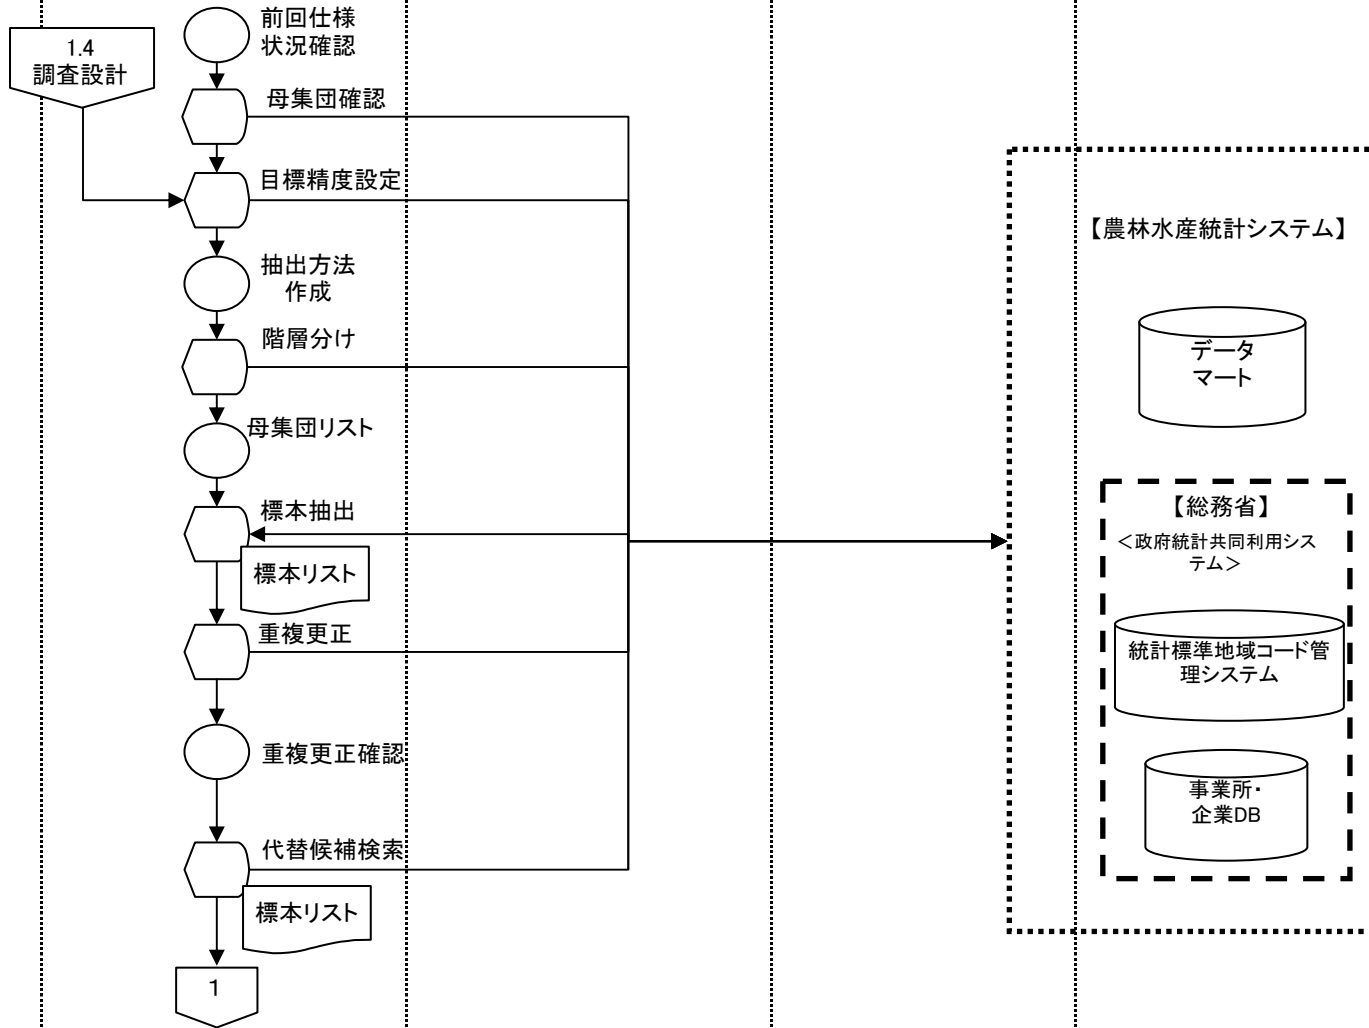 前回仕様
状況確認
1.4
調査設計
母集団確認
目標精度設定
抽出方法
作成
階層分け
母集団リスト
標本抽出
標本リスト
重複更正
重複更正確認
代替候補検索
標本リスト
1
【農林水産統計システム】
データ
マート
【総務省】
＜政府統計共同利用シス
テム＞
統計標準地域コード管
理システム
事業所・
企業DB